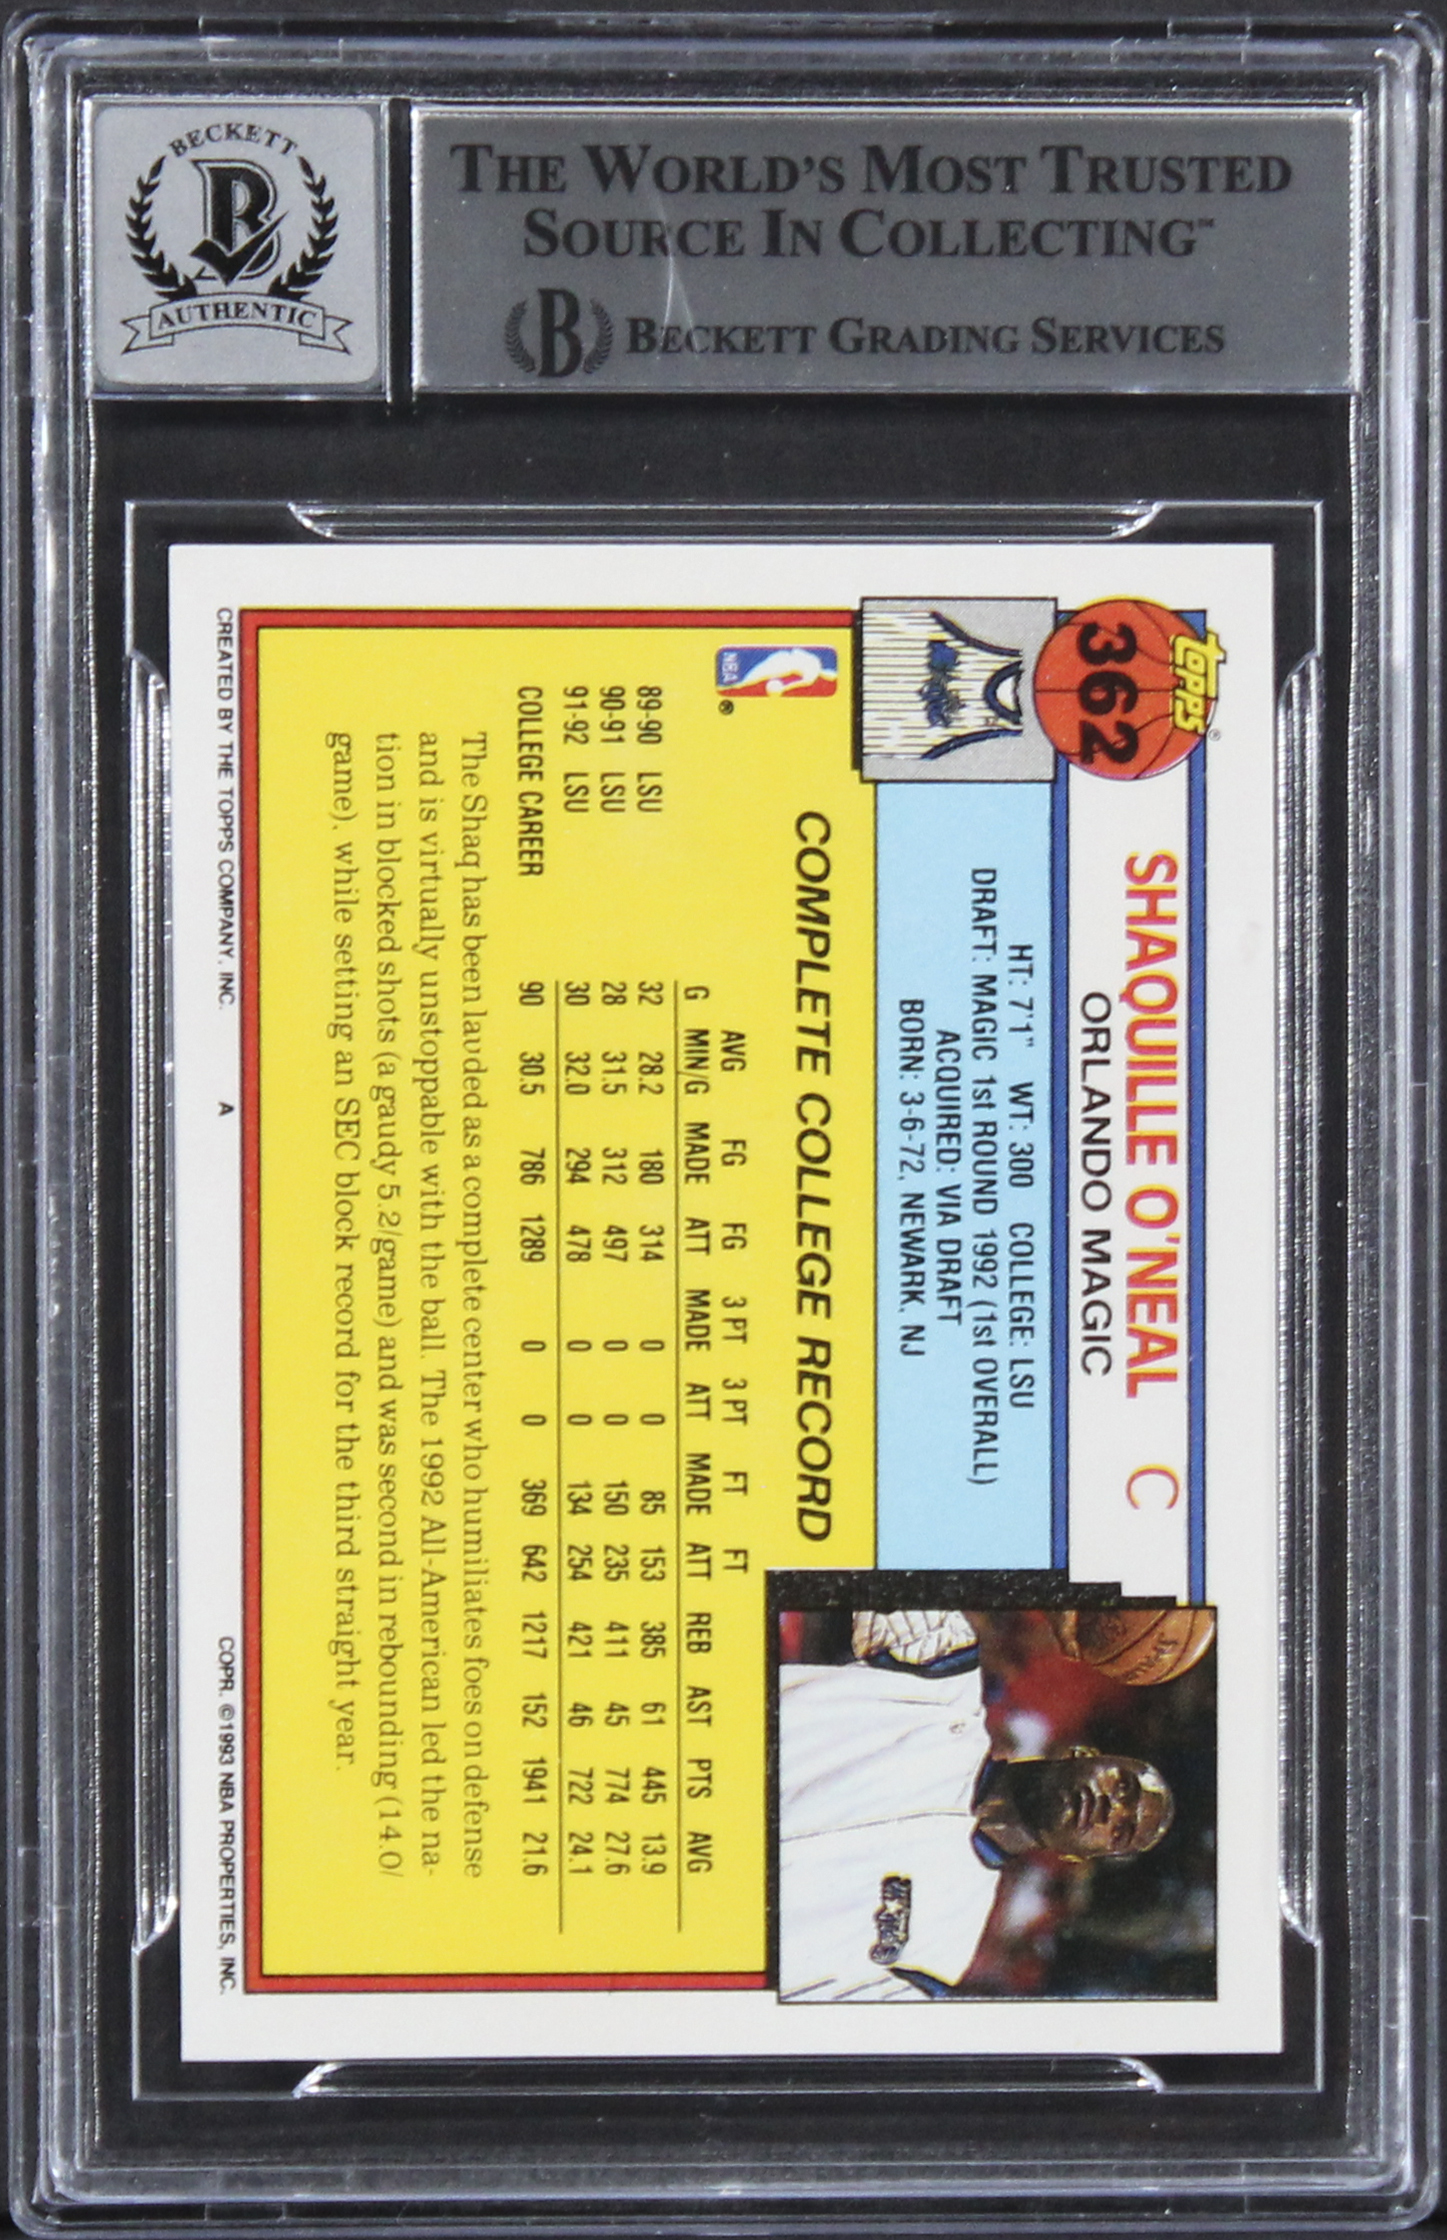 BECKETT
B
AUTHENTIC
THE WORLD'S MOST TRUSTED
SOURCE IN COLLECTING™
B BECKETT GRADING SERVICES
topps®
362
SHAQUILLE O'NEAL C
ORLANDO MAGIC
HT: 7'1" WT: 300 COLLEGE: LSU
DRAFT: MAGIC 1st ROUND 1992 (1st OVERALL)
ACQUIRED: VIA DRAFT
BORN: 3-6-72, NEWARK, NJ
NBA ®
COMPLETE COLLEGE RECORD
AVG FG FG 3 PT 3 PT FT FT
G MIN/G MADE ATT MADE ATT MADE ATT REB AST PTS AVG
89-90 LSU 32 28.2 180 314 0 0 85 153 385 61 445 13.9
90-91 LSU 28 31.5 312 497 0 0 150 235 411 45 774 27.6
91-92 LSU 30 32.0 294 478 0 0 134 254 421 46 722 24.1
COLLEGE CAREER 90 30.5 786 1289 0 0 369 642 1217 152 1941 21.6
The Shaq has been lauded as a complete center who humiliates foes on defense
and is virtually unstoppable with the ball. The 1992 All-American led the na-
tion in blocked shots (a gaudy 5.2/game) and was second in rebounding (14.0/
game), while setting an SEC block record for the third straight year.
CREATED BY THE TOPPS COMPANY, INC. A COPR. ©1993 NBA PROPERTIES, INC.